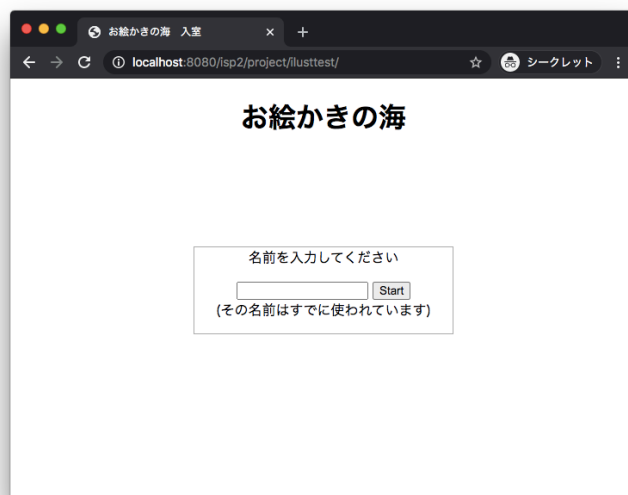 お絵かきの海　入室
localhost:8080/isp2/project/ilusttest/
シークレット
お絵かきの海
名前を入力してください
Start
(その名前はすでに使われています)